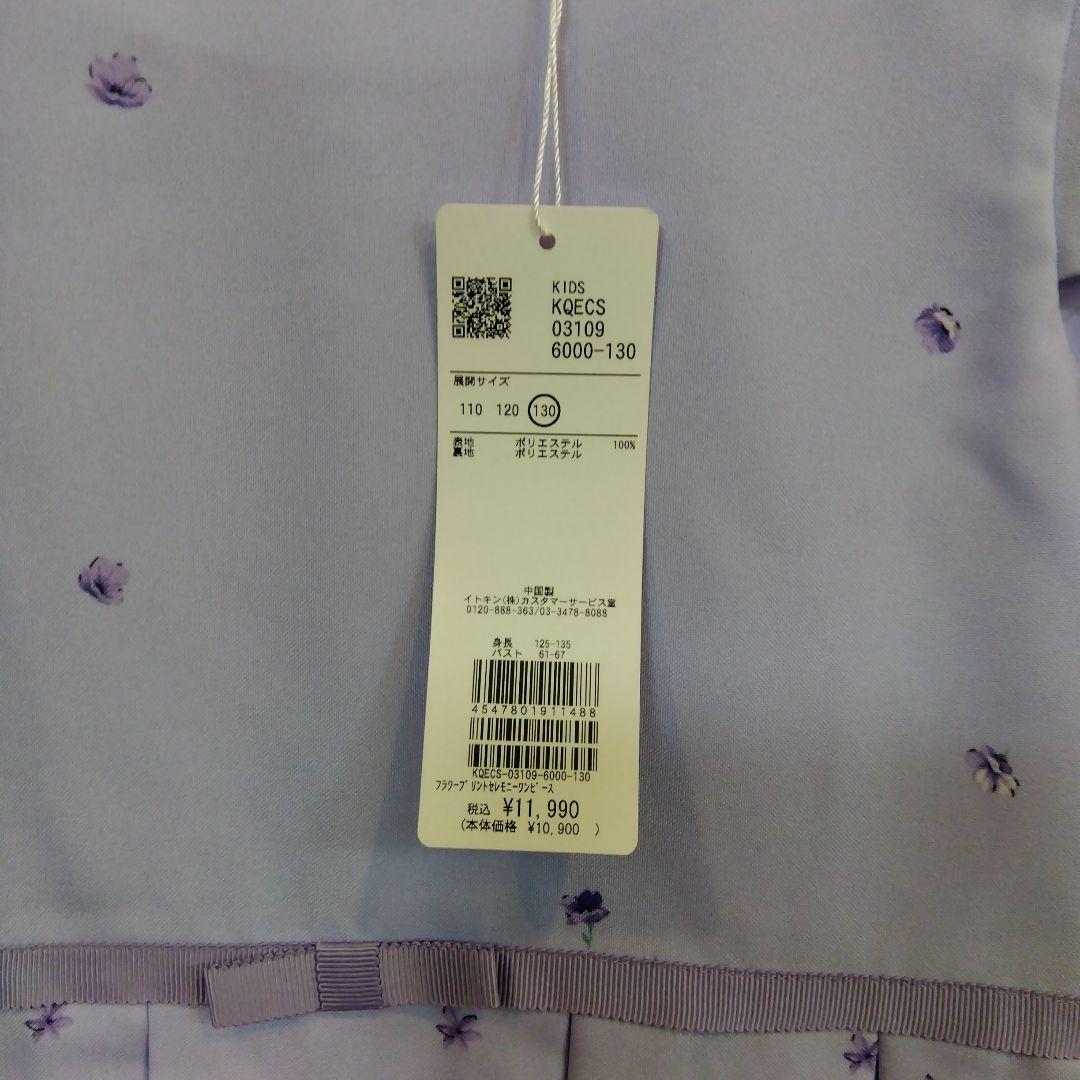 KIDS
KQECS
03109
6000-130
展開サイズ
110 120 130
表地 ポリエステル 100%
裏地 ポリエステル
中国製
イトキン(株)カスタマーサービス室
0120-888-363/03-3478-8088
身長 125-135
バスト 61-67
4547801911488
KQECS-03109-6000-130
フラワープリントセレモニーワンピース
税込 ¥11,990
(本体価格 ¥10,900 )